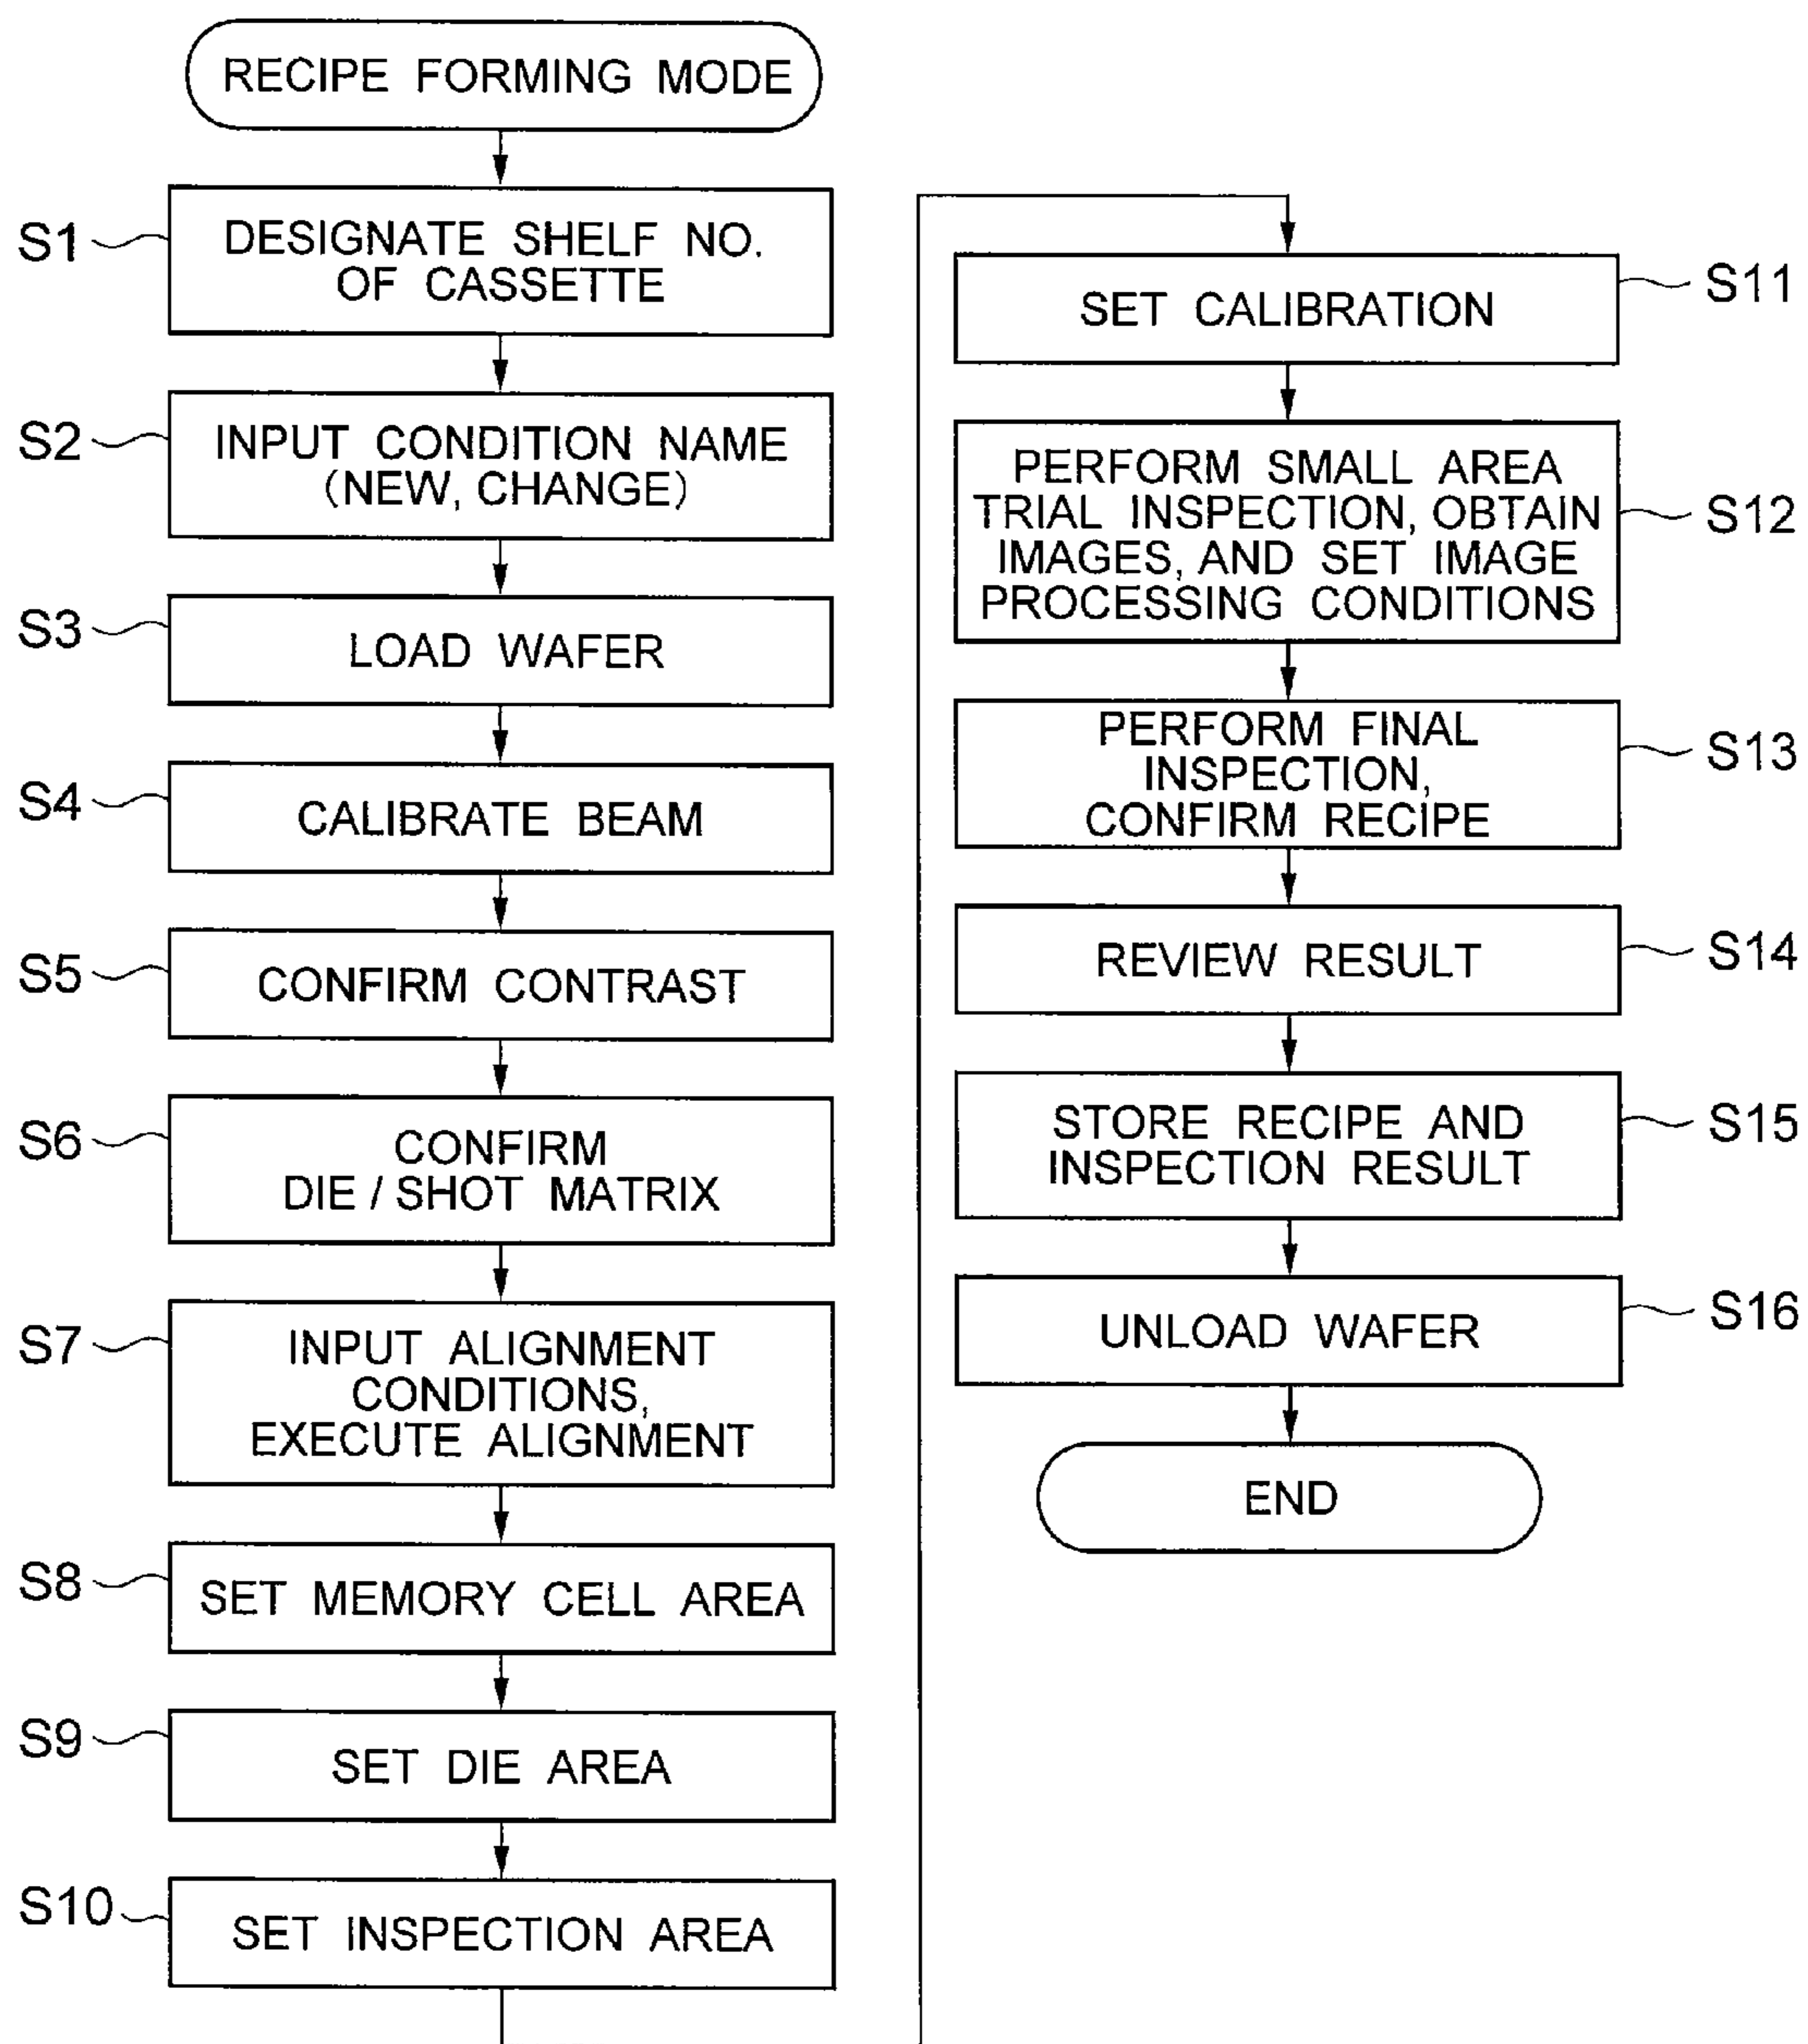 RECIPE FORMING MODE
S1
DESIGNATE SHELF NO.
OF CASSETTE
S2
INPUT CONDITION NAME
(NEW, CHANGE)
S3
LOAD WAFER
S4
CALIBRATE BEAM
S5
CONFIRM CONTRAST
S6
CONFIRM
DIE / SHOT MATRIX
S7
INPUT ALIGNMENT
CONDITIONS,
EXECUTE ALIGNMENT
S8
SET MEMORY CELL AREA
S9
SET DIE AREA
S10
SET INSPECTION AREA
SET CALIBRATION
S11
PERFORM SMALL AREA
TRIAL INSPECTION, OBTAIN
IMAGES, AND SET IMAGE
PROCESSING CONDITIONS
S12
PERFORM FINAL
INSPECTION,
CONFIRM RECIPE
S13
REVIEW RESULT
S14
STORE RECIPE AND
INSPECTION RESULT
S15
UNLOAD WAFER
S16
END